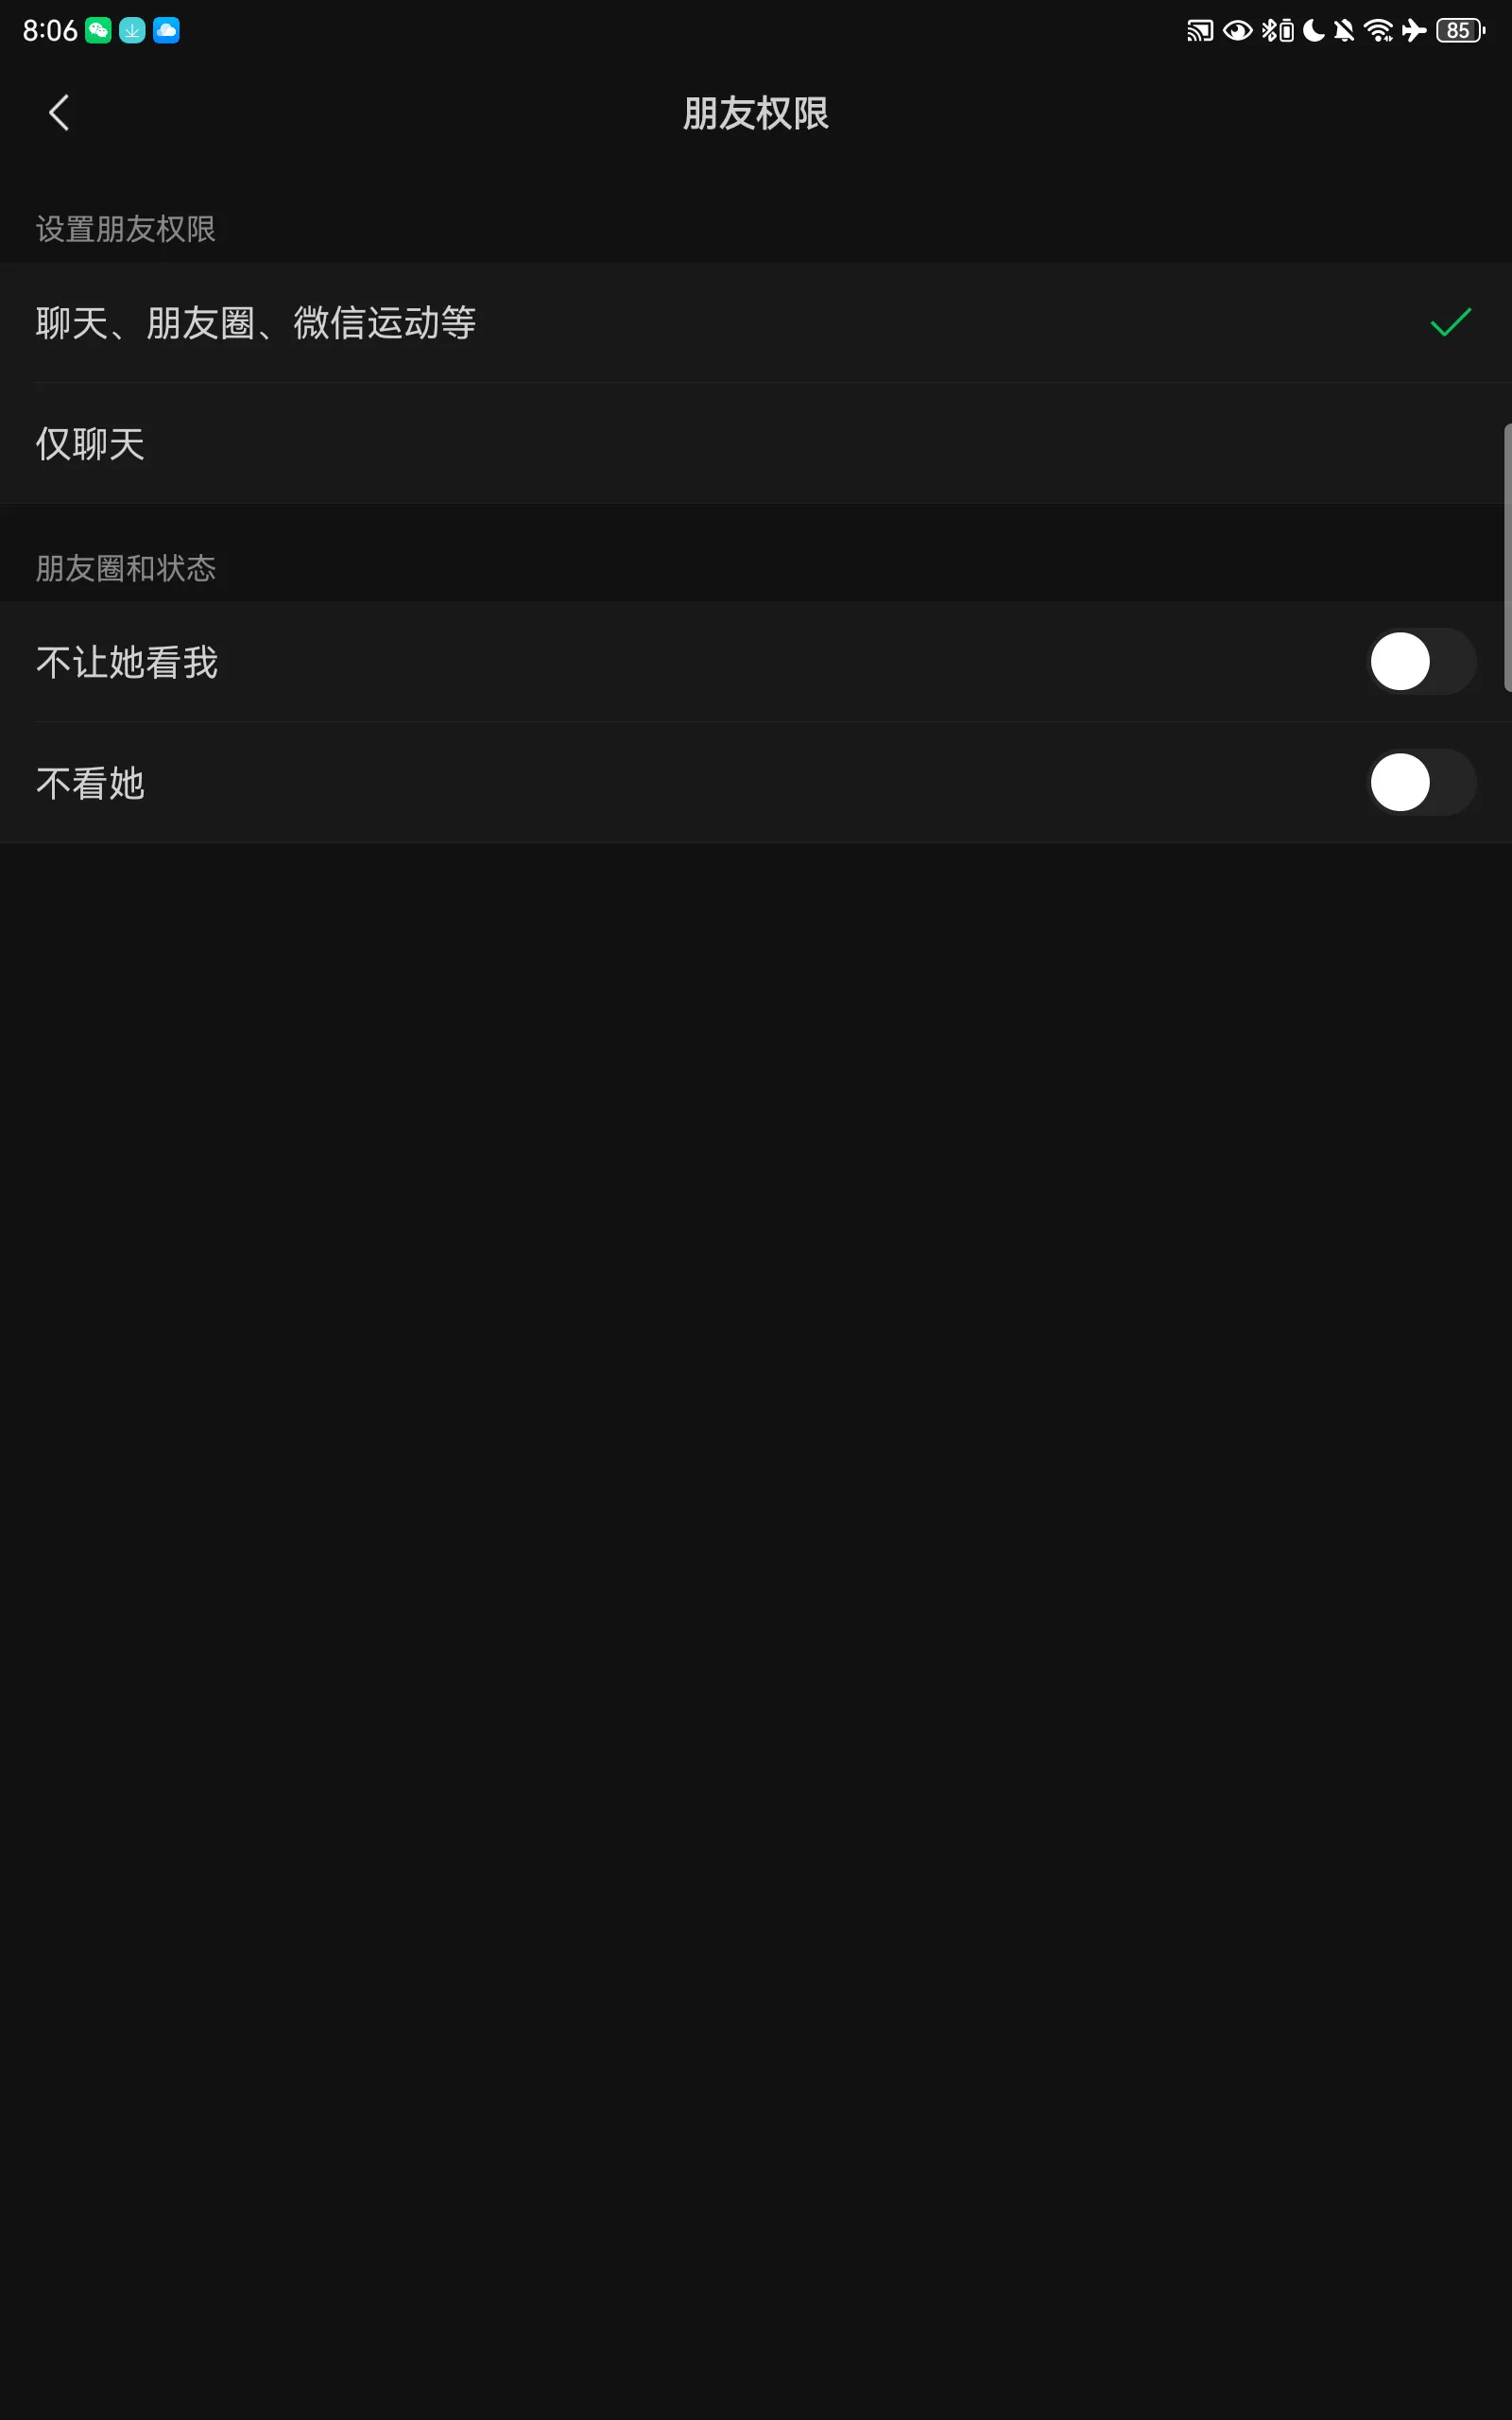 8:06
85
朋友权限
设置朋友权限
聊天、朋友圈、微信运动等
仅聊天
朋友圈和状态
不让她看我
不看她